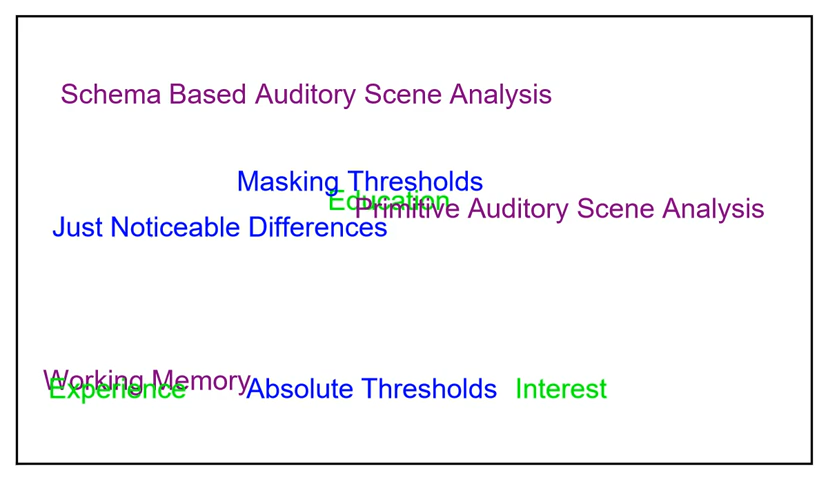 Schema Based Auditory Scene Analysis
Masking Thresholds
Education
Primitive Auditory Scene Analysis
Just Noticeable Differences
Working Memory
Experience
Absolute Thresholds
Interest